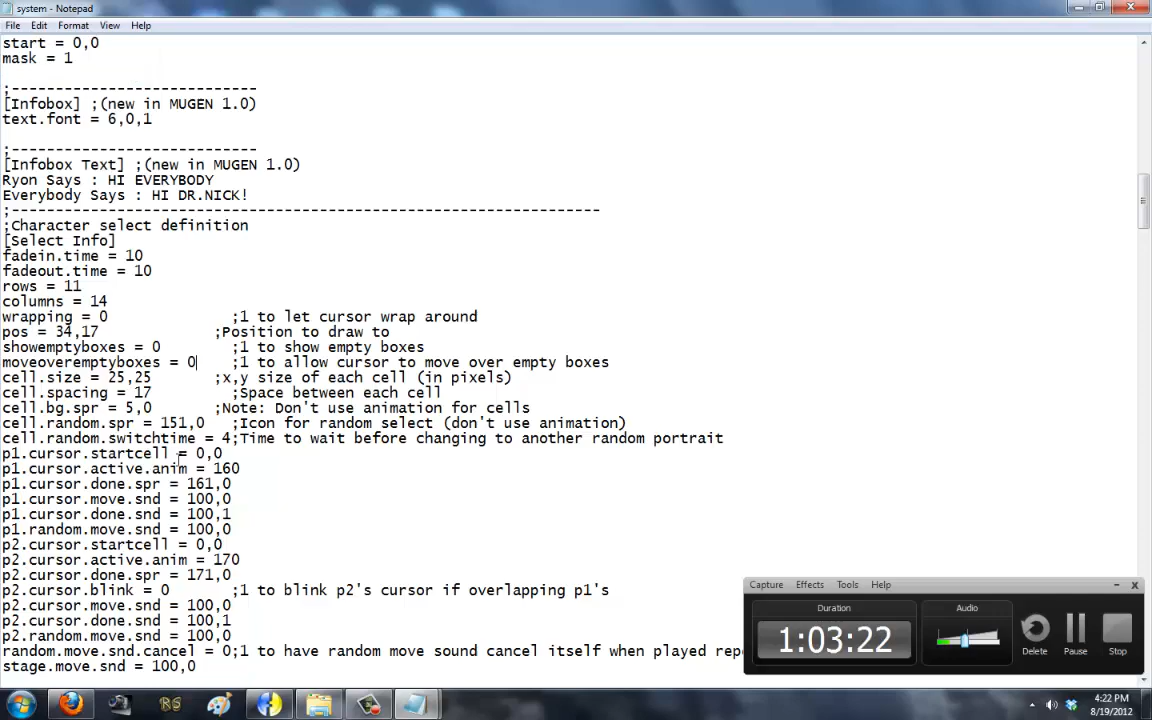 system - Notepad
File Edit Format View Help
start = 0,0
mask = 1
;----------------------------
[Infobox] ;(new in MUGEN 1.0)
text.font = 6,0,1
;----------------------------
[Infobox Text] ;(new in MUGEN 1.0)
Ryon Says : HI EVERYBODY
Everybody Says : HI DR.NICK!
;-------------------------------------------------------------------
;Character select definition
[Select Info]
fadein.time = 10
fadeout.time = 10
rows = 11
columns = 14
wrapping = 0 ;1 to let cursor wrap around
pos = 34,17 ;Position to draw to
showemptyboxes = 0 ;1 to show empty boxes
moveoveremptyboxes = 0 ;1 to allow cursor to move over empty boxes
cell.size = 25,25 ;x,y size of each cell (in pixels)
cell.spacing = 17 ;Space between each cell
cell.bg.spr = 5,0 ;Note: Don't use animation for cells
cell.random.spr = 151,0 ;Icon for random select (don't use animation)
cell.random.switchtime = 4;Time to wait before changing to another random portrait
p1.cursor.startcell = 0,0
p1.cursor.active.anim = 160
p1.cursor.done.spr = 161,0
p1.cursor.move.snd = 100,0
p1.cursor.done.snd = 100,1
p1.random.move.snd = 100,0
p2.cursor.startcell = 0,0
p2.cursor.active.anim = 170
p2.cursor.done.spr = 171,0
p2.cursor.blink = 0 ;1 to blink p2's cursor if overlapping p1's
p2.cursor.move.snd = 100,0
p2.cursor.done.snd = 100,1
p2.random.move.snd = 100,0
random.move.snd.cancel = 0;1 to have random move sound cancel itself when played repe
stage.move.snd = 100,0
Capture Effects Tools Help
Duration
1:03:22
Audio
Delete Pause Stop
RS
4:22 PM
8/19/2012